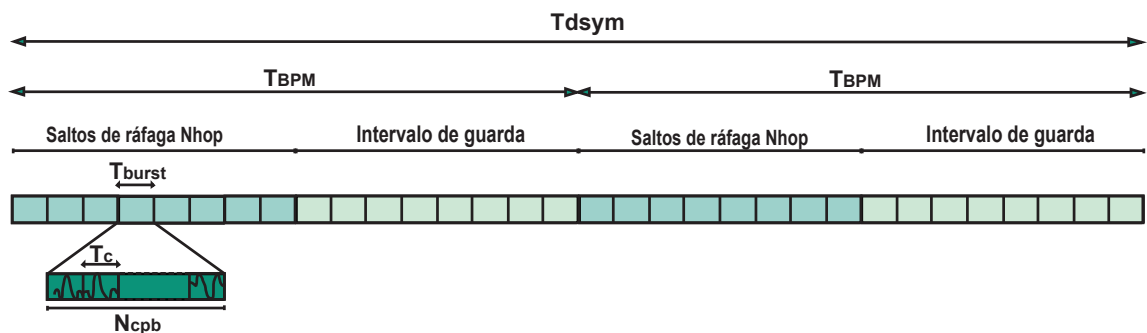 Tdsym
TBPM TBPM
Saltos de ráfaga Nhop Intervalo de guarda Saltos de ráfaga Nhop Intervalo de guarda
Tburst
Tc
Ncpb